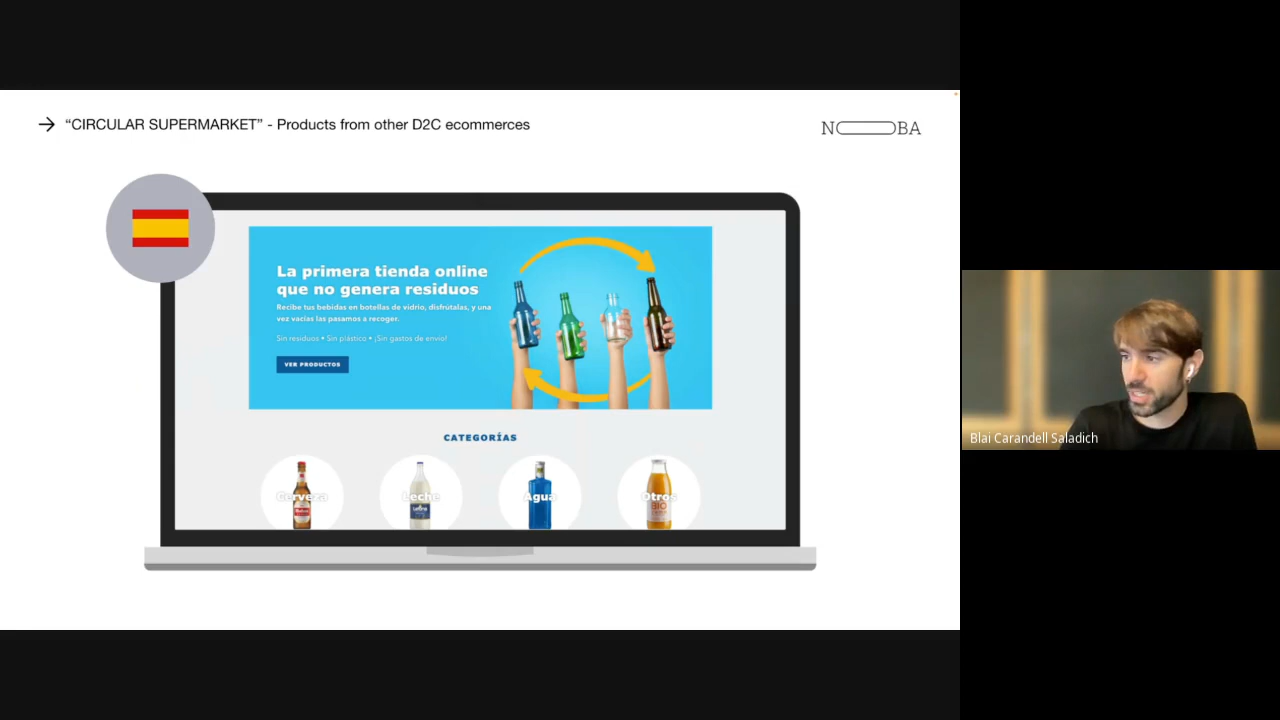 “CIRCULAR SUPERMARKET” - Products from other D2C ecommerces
N BA
La primera tienda online
que no genera residuos
Recibe tus bebidas en botellas de vidrio, disfrútalas, y una
vez vacías las pasamos a recoger.
Sin residuos • Sin plástico • ¡Sin gastos de envío!
VER PRODUCTOS
CATEGORÍAS
Cerveza
Leche
Agua
Otros
BIO
Blai Carandell Saladich